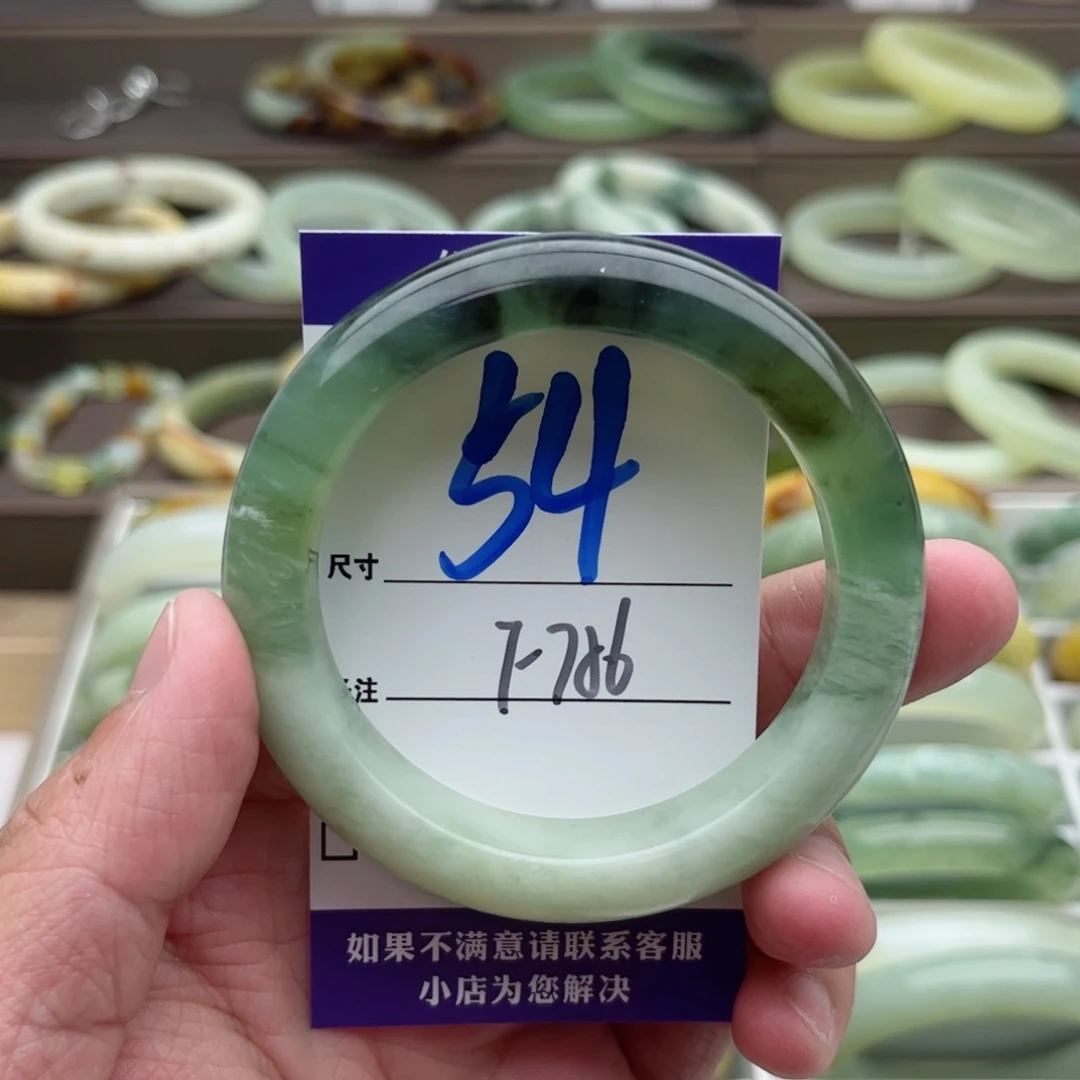 尺寸 54
注 7-786
如果不满意请联系客服
小店为您解决